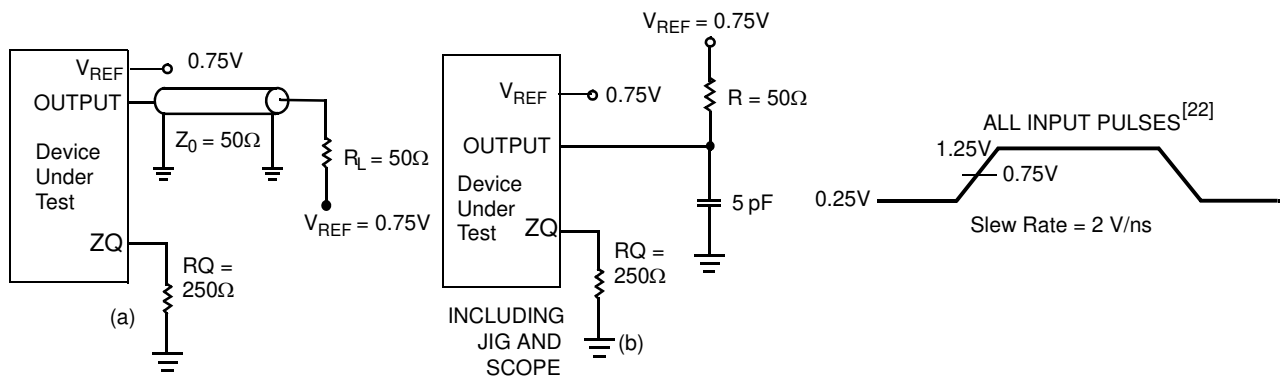 V_REF
0.75V
OUTPUT
Z_0 = 50Ω
Device
Under
Test
R_L = 50Ω
V_REF = 0.75V
ZQ
RQ =
250Ω
(a)
V_REF = 0.75V
R = 50Ω
V_REF
0.75V
OUTPUT
Device
Under
Test
5 pF
ZQ
RQ =
250Ω
INCLUDING
JIG AND
SCOPE
(b)
ALL INPUT PULSES[22]
1.25V
0.75V
0.25V
Slew Rate = 2 V/ns